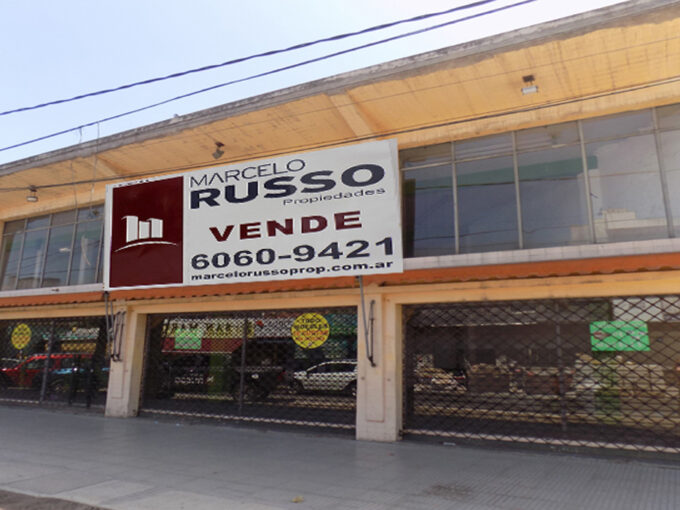 MARCELO
RUSSO
Propiedades
VENDE
6060-9421
marcelorussoprop.com.ar